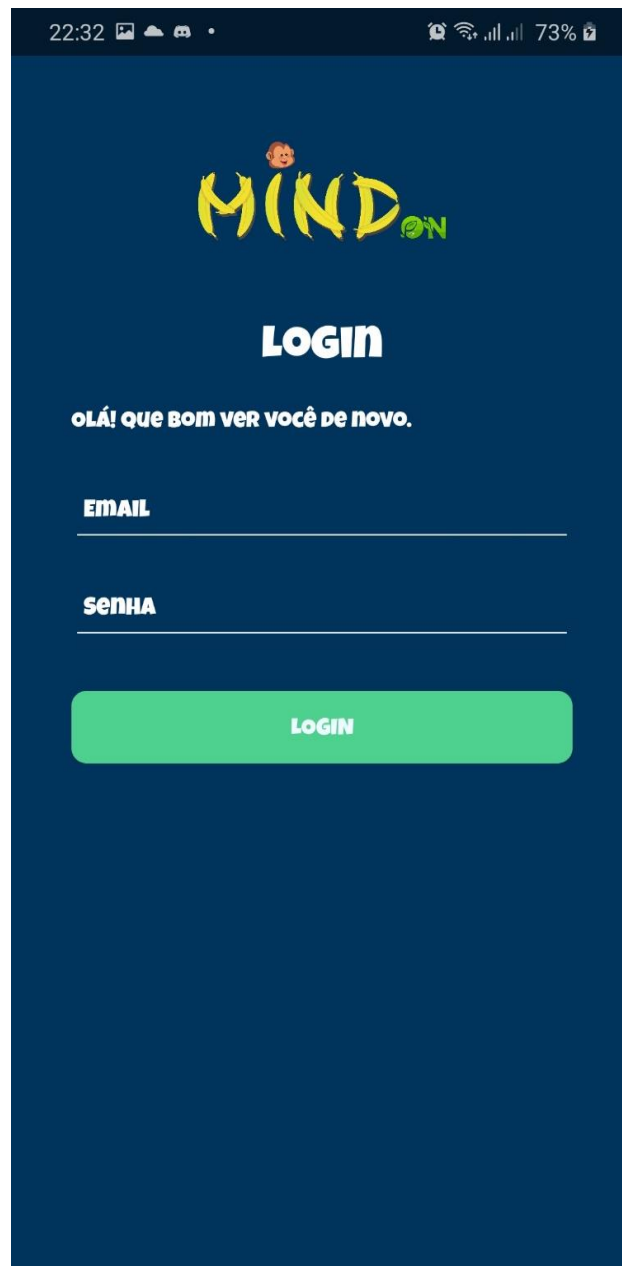 22:32 73%
MIND ON
LOGIN
OLÁ! QUE BOM VER VOCÊ DE NOVO.
EMAIL
SENHA
LOGIN